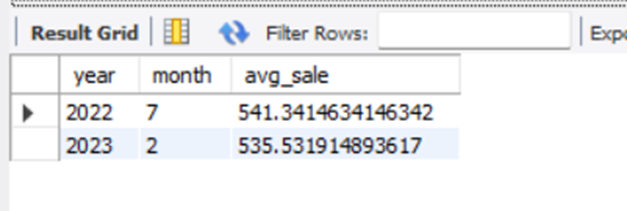 Result Grid Filter Rows: Expo
year month avg_sale
2022 7 541.3414634146342
2023 2 535.531914893617